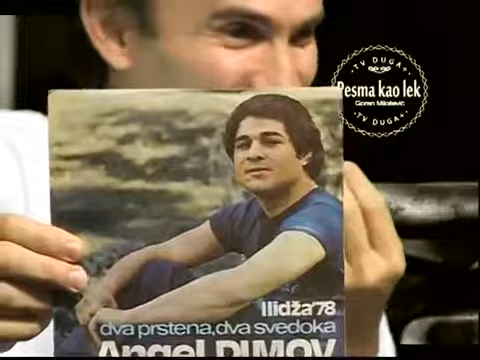 • TV DUGA+ •
Pesma kao lek
Goran Milošević
• TV DUGA+ •
Ilidža'78
dva prstena,dva svedoka
Angel DIMOV